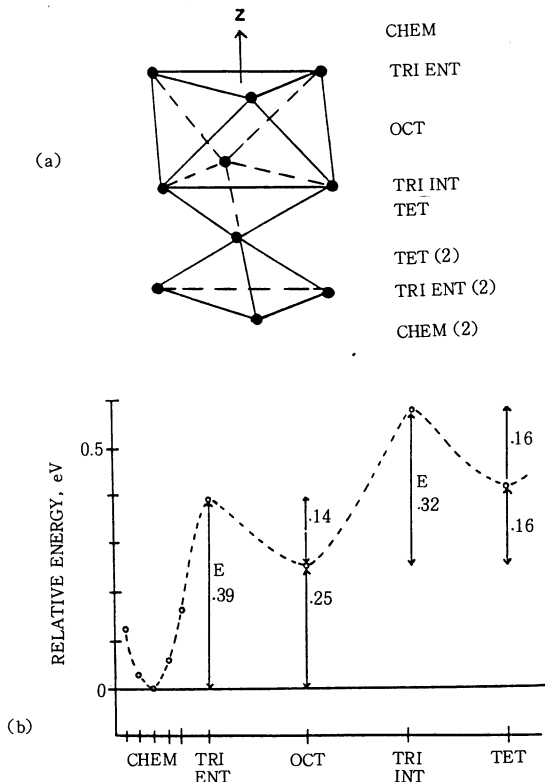 z
CHEM
TRI ENT
OCT
(a)
TRI INT
TET
TET (2)
TRI ENT (2)
CHEM (2)
RELATIVE ENERGY, eV
0.5
0
E
.39
.14
.25
E
.32
.16
.16
(b)
CHEM
TRI
ENT
OCT
TRI
INT
TET